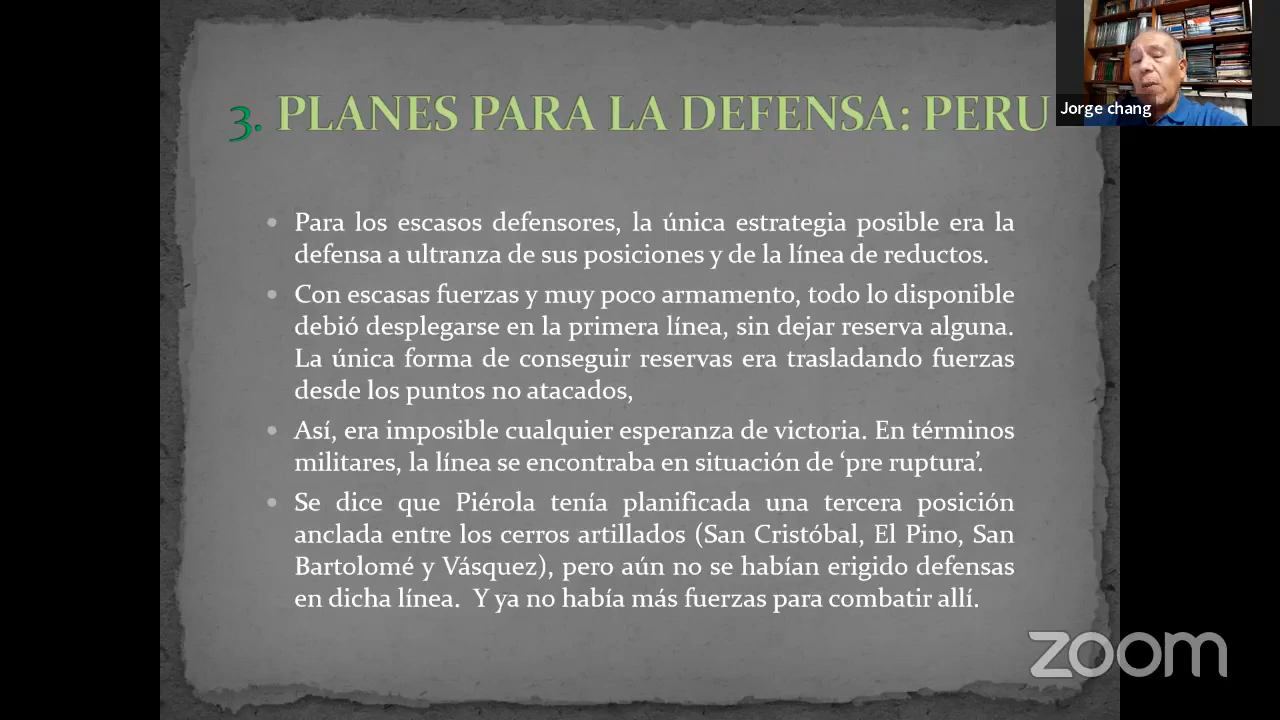 3. PLANES PARA LA DEFENSA: PERU
Jorge chang
• Para los escasos defensores, la única estrategia posible era la
defensa a ultranza de sus posiciones y de la línea de reductos.
• Con escasas fuerzas y muy poco armamento, todo lo disponible
debió desplegarse en la primera línea, sin dejar reserva alguna.
La única forma de conseguir reservas era trasladando fuerzas
desde los puntos no atacados,
• Así, era imposible cualquier esperanza de victoria. En términos
militares, la línea se encontraba en situación de ‘pre ruptura’.
• Se dice que Piérola tenía planificada una tercera posición
anclada entre los cerros artillados (San Cristóbal, El Pino, San
Bartolomé y Vásquez), pero aún no se habían erigido defensas
en dicha línea. Y ya no había más fuerzas para combatir allí.
zoom